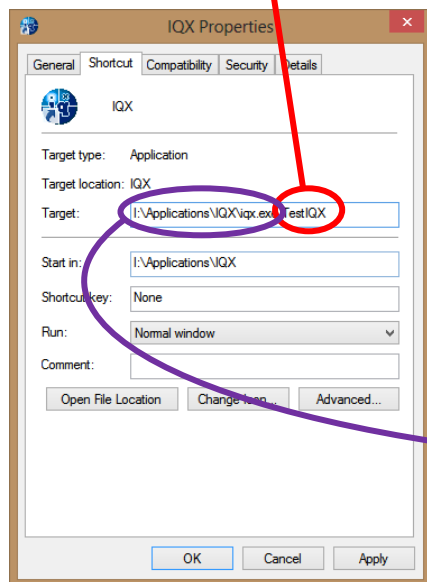 IQX Properties
General Shortcut Compatibility Security Details
IQX
Target type: Application
Target location: IQX
Target: I:\Applications\IQX\iqx.exe TestIQX
Start in: I:\Applications\IQX
Shortcut key: None
Run: Normal window
Comment:
Open File Location Change Icon... Advanced...
OK Cancel Apply